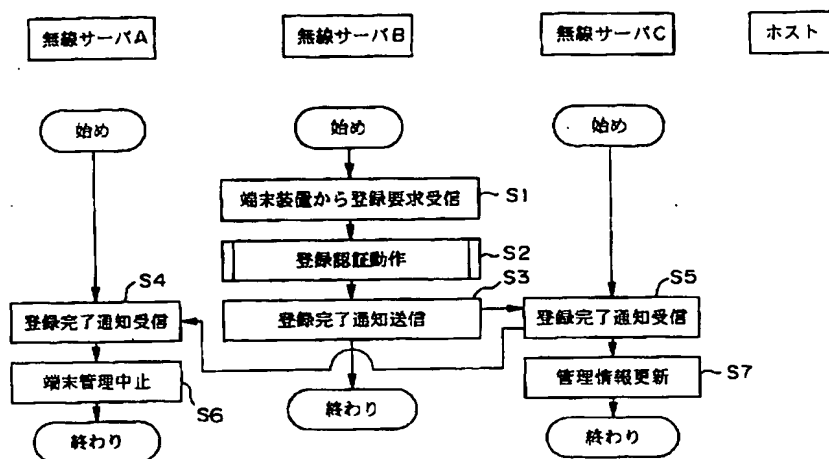 無線サーバA
無線サーバB
無線サーバC
ホスト
始め
始め
始め
端末装置から登録要求受信
S1
登録認証動作
S2
S3
S4
S5
登録完了通知受信
登録完了通知送信
登録完了通知受信
端末管理中止
S6
管理情報更新
S7
終わり
終わり
終わり